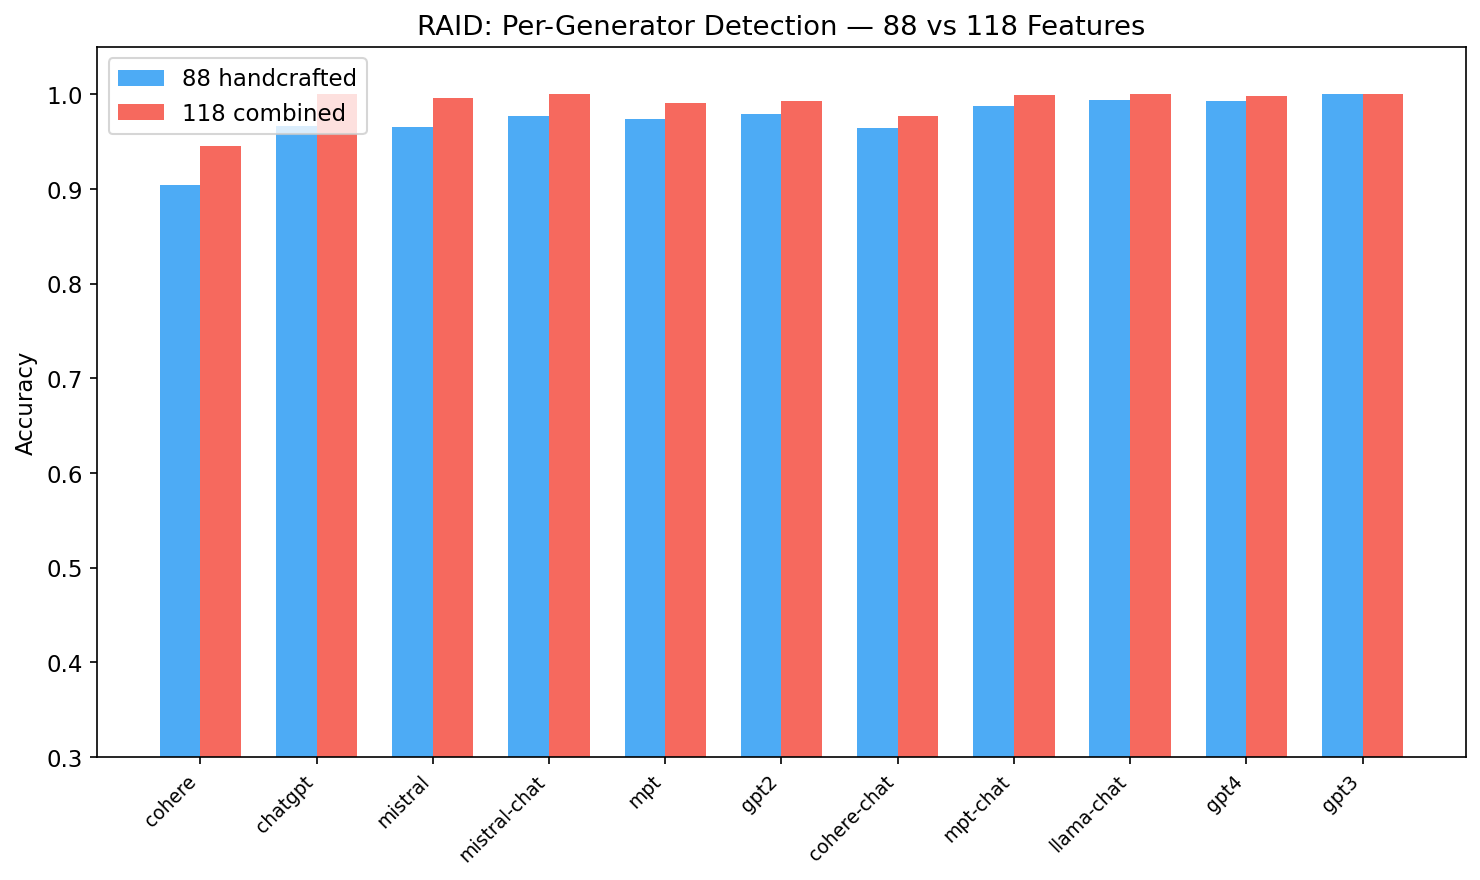 RAID: Per-Generator Detection — 88 vs 118 Features
88 handcrafted
118 combined
Accuracy
1.0
0.9
0.8
0.7
0.6
0.5
0.4
0.3
cohere
chatgpt
mistral
mistral-chat
mpt
gpt2
cohere-chat
mpt-chat
llama-chat
gpt4
gpt3